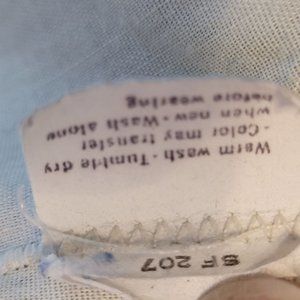 Warm wash · Tumble dry
· Color may transfer
when new · Wash alone
before wearing
SF 207